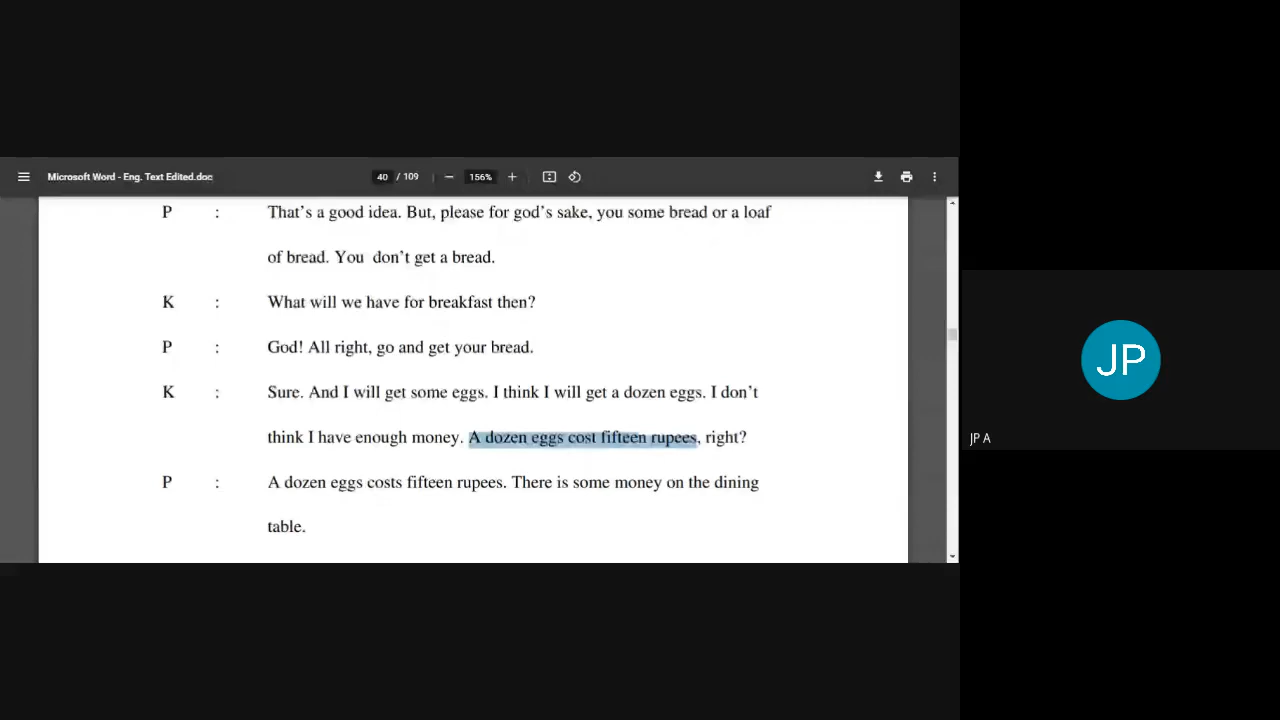 Microsoft Word - Eng. Text Edited.doc 40 / 109 156%
P : That's a good idea. But, please for god's sake, you some bread or a loaf
of bread. You don't get a bread.
K : What will we have for breakfast then?
P : God! All right, go and get your bread.
K : Sure. And I will get some eggs. I think I will get a dozen eggs. I don't
think I have enough money. A dozen eggs cost fifteen rupees, right?
P : A dozen eggs costs fifteen rupees. There is some money on the dining
table.
JP
JP A